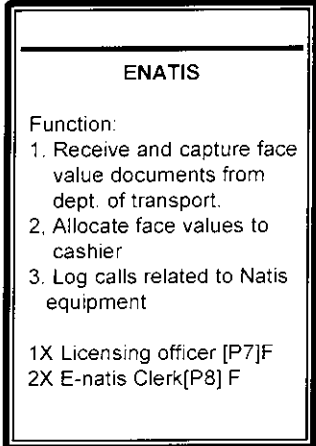 ENATIS
Function:
1. Receive and capture face
value documents from
dept. of transport.
2, Allocate face values to
cashier
3. Log calls related to Natis
equipment
1X Licensing officer [P7]F
2X E-natis Clerk[P8] F